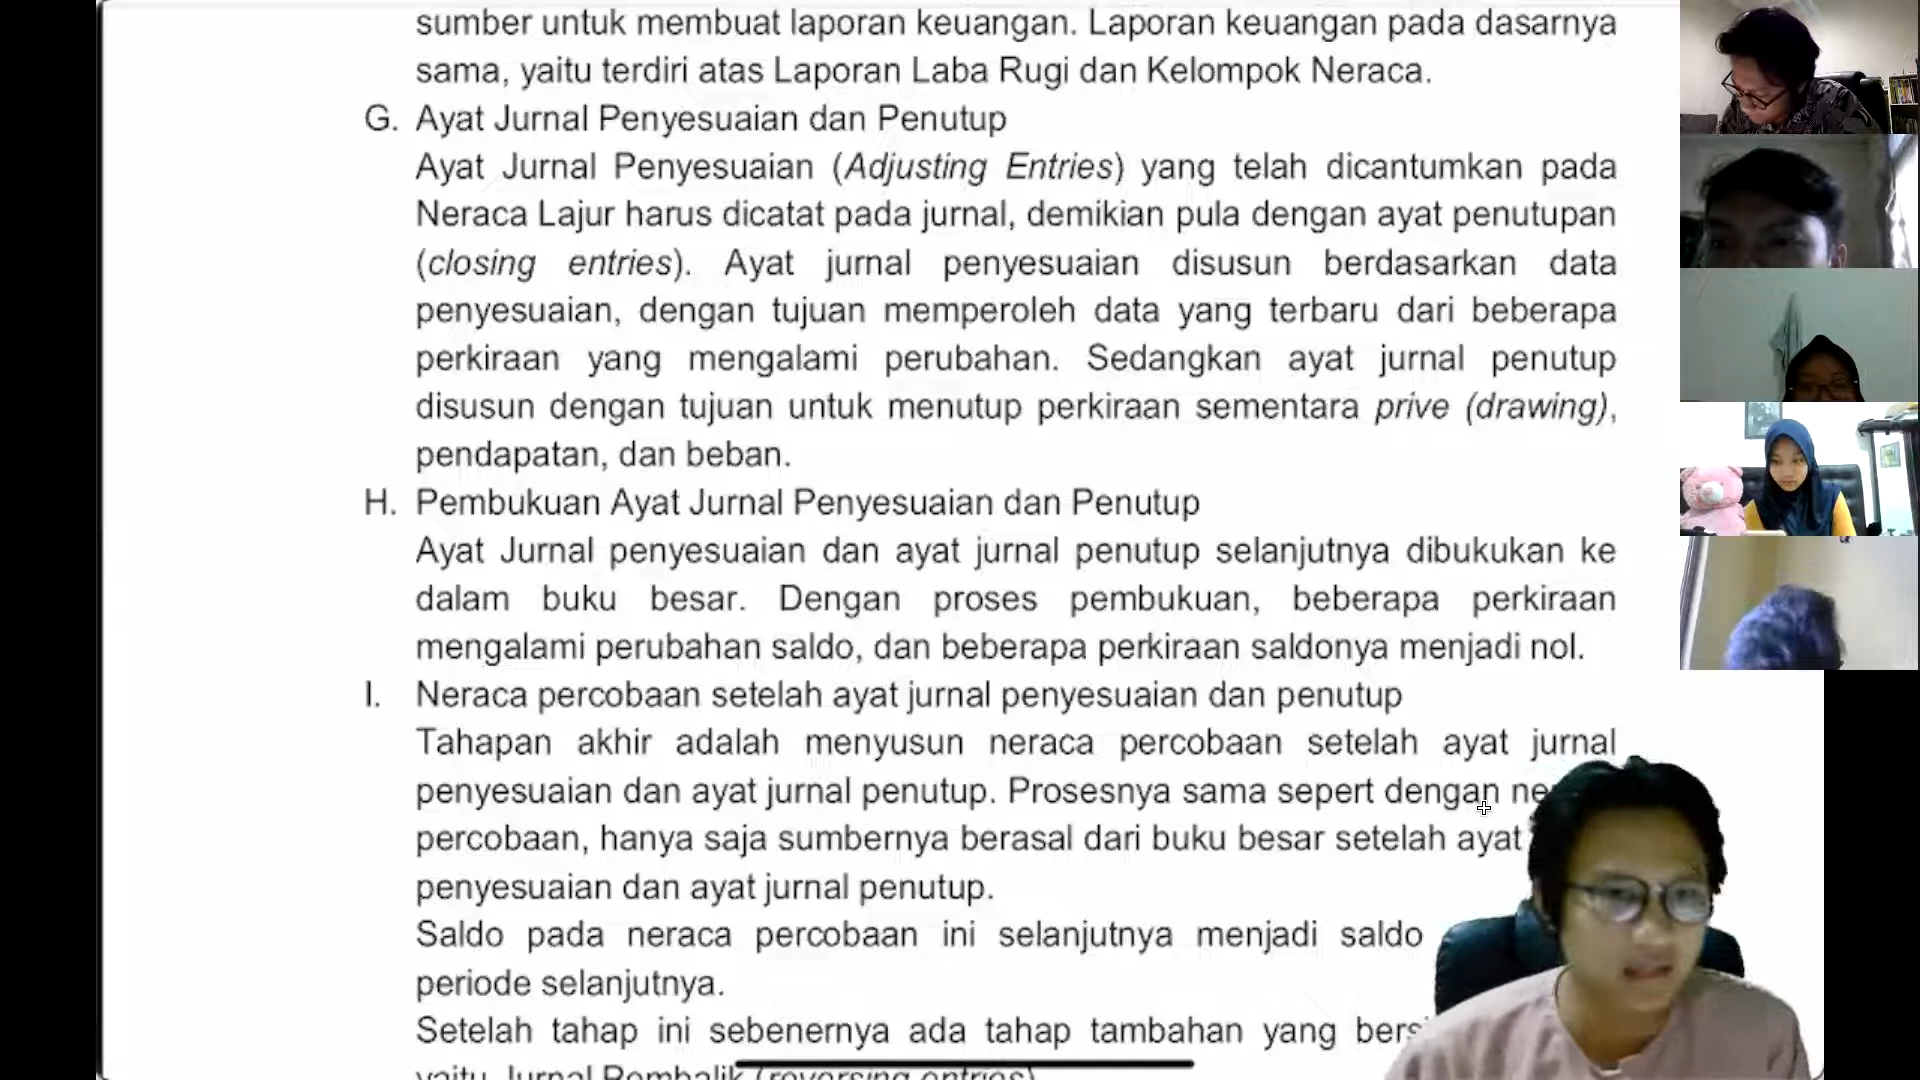 sumber untuk membuat laporan keuangan. Laporan keuangan pada dasarnya
sama, yaitu terdiri atas Laporan Laba Rugi dan Kelompok Neraca.
G. Ayat Jurnal Penyesuaian dan Penutup
Ayat Jurnal Penyesuaian (Adjusting Entries) yang telah dicantumkan pada
Neraca Lajur harus dicatat pada jurnal, demikian pula dengan ayat penutupan
(closing entries). Ayat jurnal penyesuaian disusun berdasarkan data
penyesuaian, dengan tujuan memperoleh data yang terbaru dari beberapa
perkiraan yang mengalami perubahan. Sedangkan ayat jurnal penutup
disusun dengan tujuan untuk menutup perkiraan sementara prive (drawing),
pendapatan, dan beban.
H. Pembukuan Ayat Jurnal Penyesuaian dan Penutup
Ayat Jurnal penyesuaian dan ayat jurnal penutup selanjutnya dibukukan ke
dalam buku besar. Dengan proses pembukuan, beberapa perkiraan
mengalami perubahan saldo, dan beberapa perkiraan saldonya menjadi nol.
I. Neraca percobaan setelah ayat jurnal penyesuaian dan penutup
Tahapan akhir adalah menyusun neraca percobaan setelah ayat jurnal
penyesuaian dan ayat jurnal penutup. Prosesnya sama sepert dengan
percobaan, hanya saja sumbernya berasal dari buku besar setelah ayat
penyesuaian dan ayat jurnal penutup.
Saldo pada neraca percobaan ini selanjutnya menjadi saldo
periode selanjutnya.
Setelah tahap ini sebenernya ada tahap tambahan yang
yaitu Jurnal Pembalik (reversing entries)